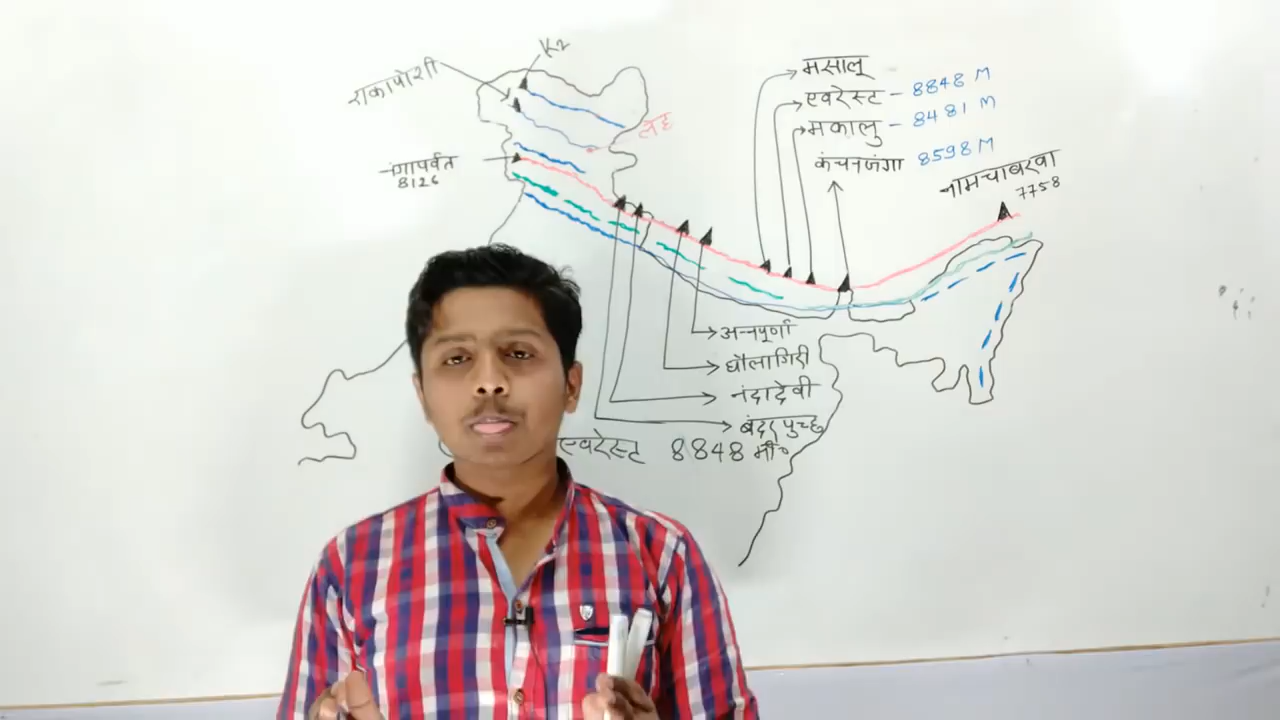 K2
राकापोशी
लेह
नंगापर्वत
8126
मसालू
एवरेस्ट - 8848 M
मकालु - 8481 M
कंचनजंगा 8598 M
नामचाबरवा
7758
अन्नपूर्णा
धौलागिरी
नंदादेवी
बंदरपुच्छ
एवरेस्ट 8848 मी०